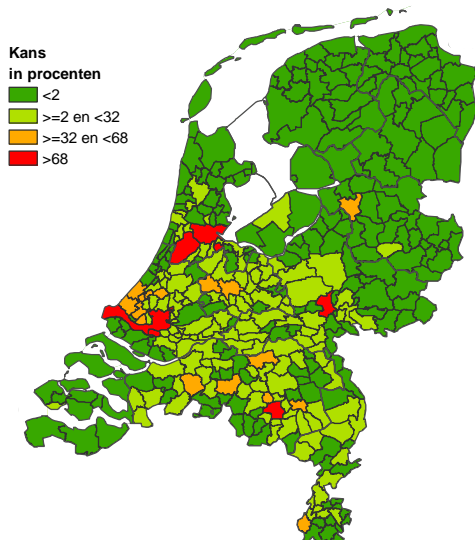 Kans
in procenten
<2
>=2 en <32
>=32 en <68
>68